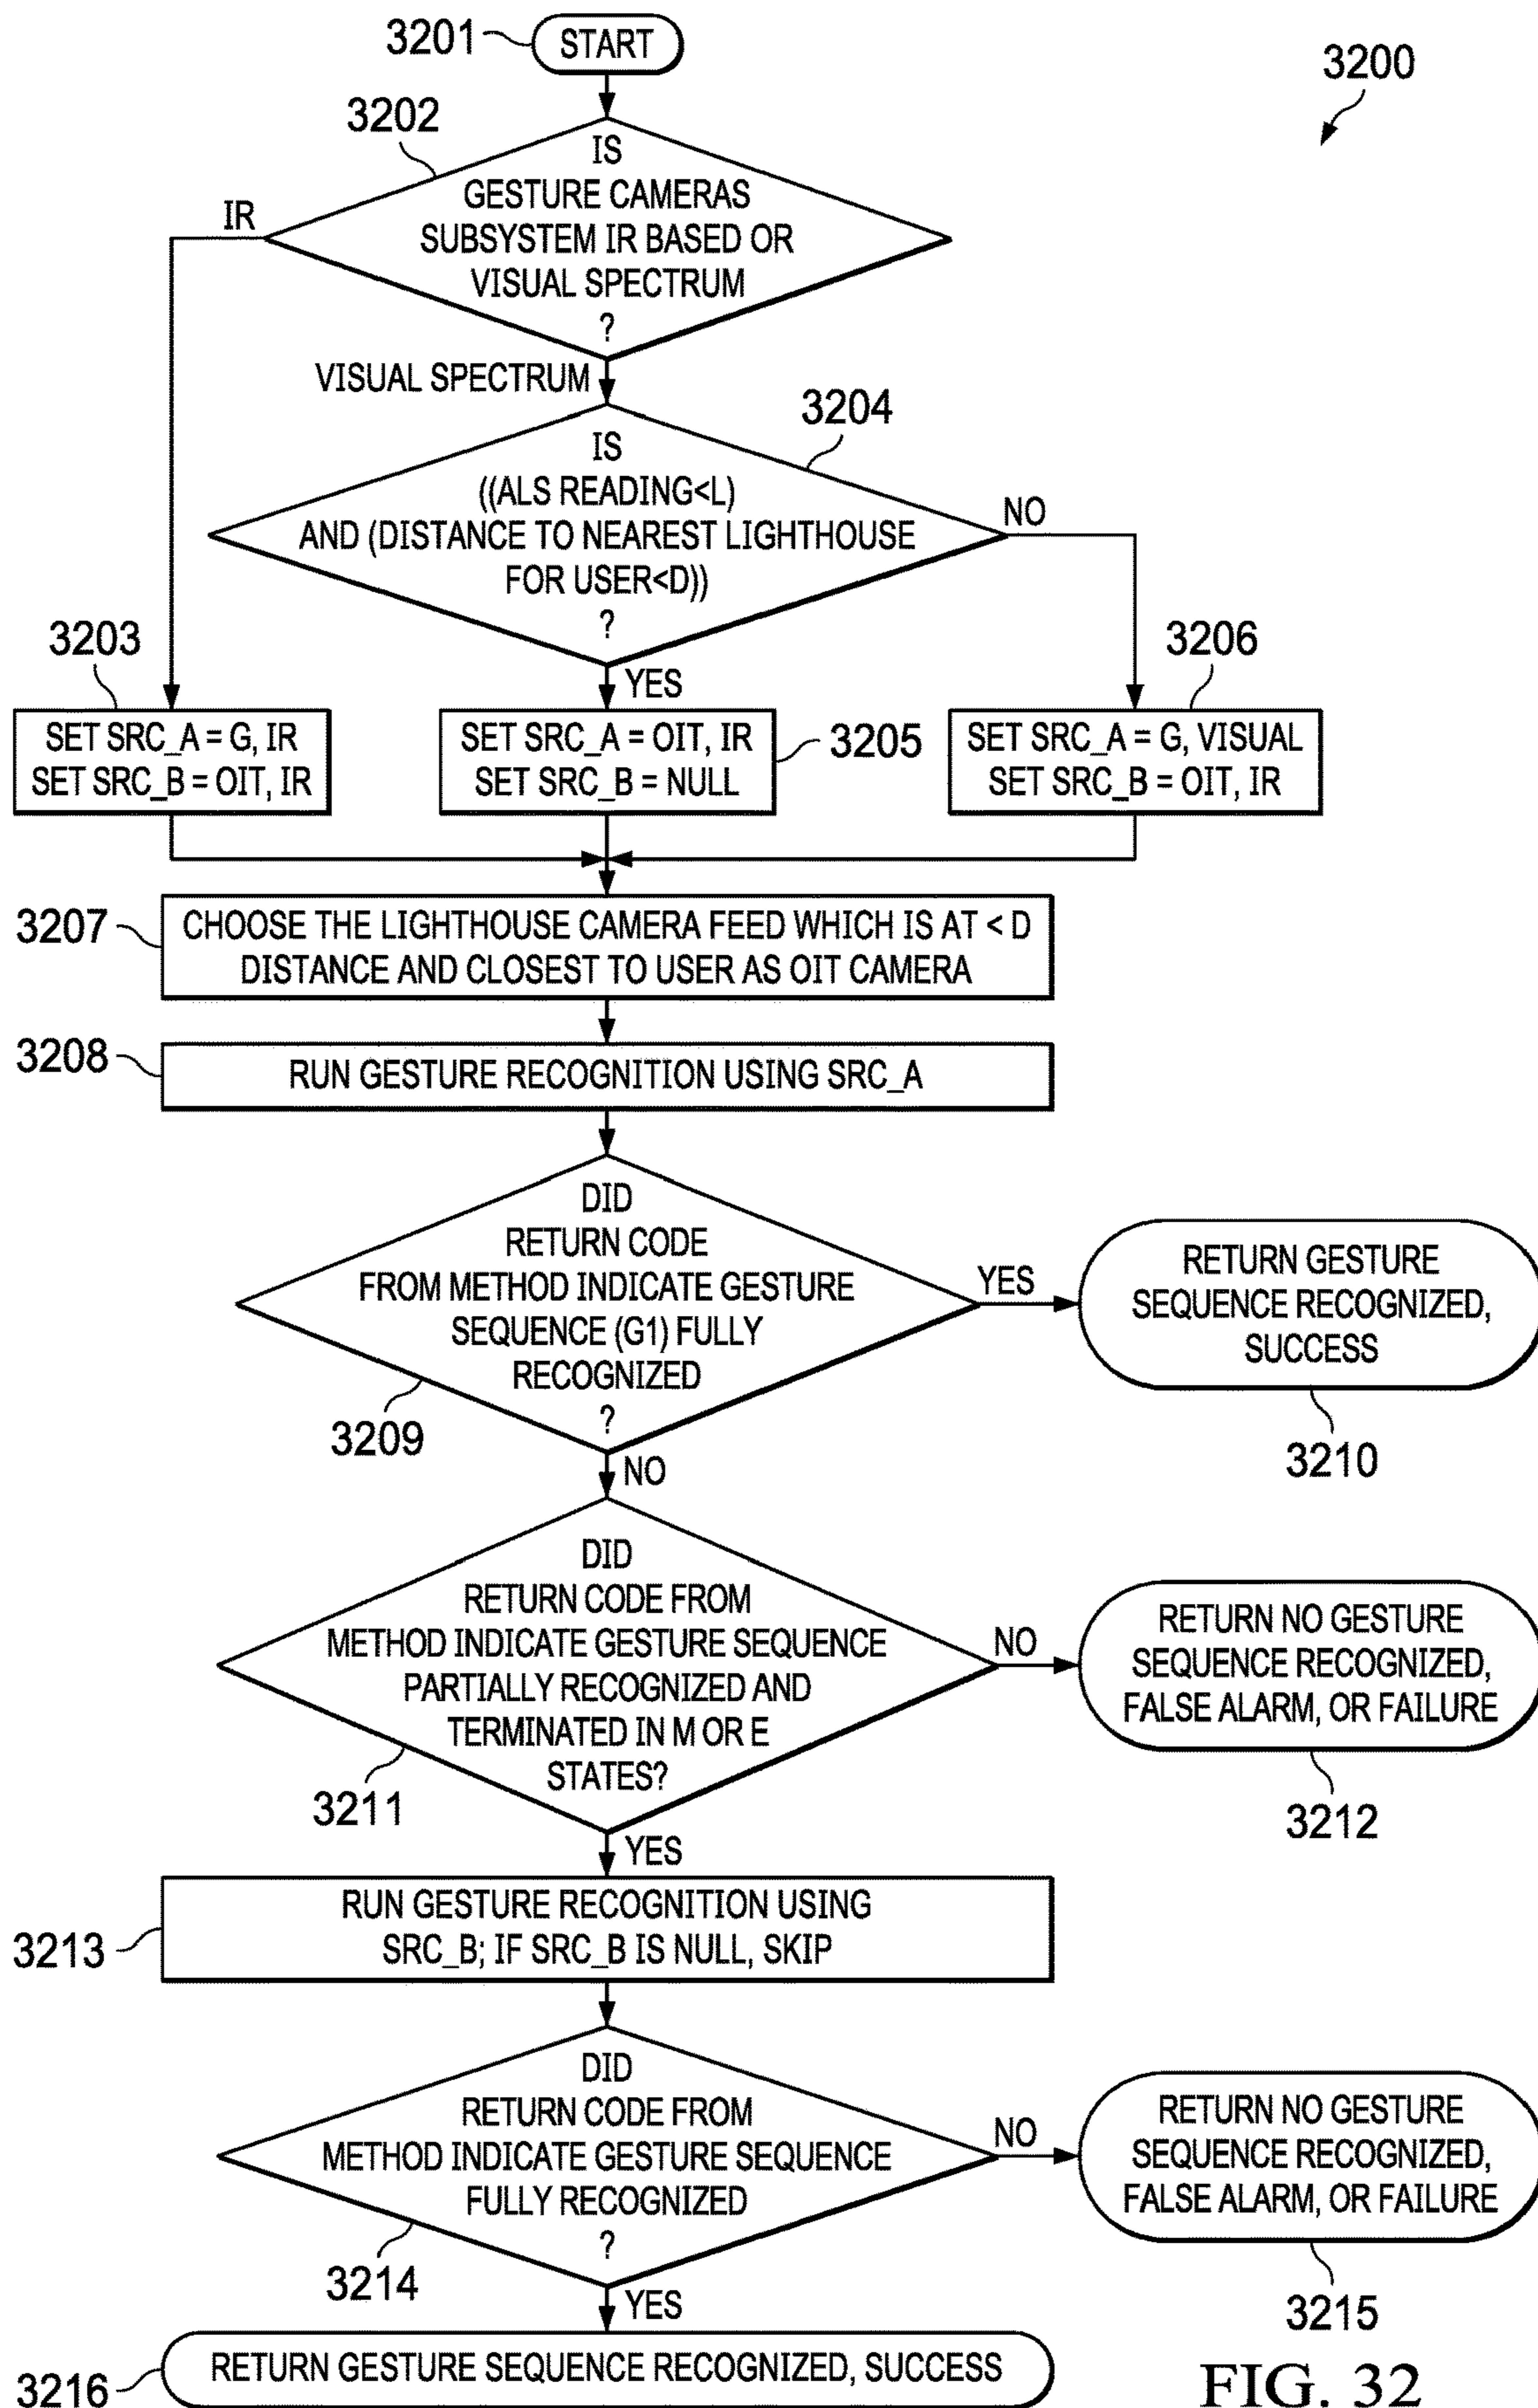 3201
START
3200
3202
IS
GESTURE CAMERAS
SUBSYSTEM IR BASED OR
VISUAL SPECTRUM
?
IR
VISUAL SPECTRUM
3204
IS
((ALS READING<L)
AND (DISTANCE TO NEAREST LIGHTHOUSE
FOR USER<D))
?
NO
YES
3203
SET SRC_A = G, IR
SET SRC_B = OIT, IR
SET SRC_A = OIT, IR
SET SRC_B = NULL
3205
3206
SET SRC_A = G, VISUAL
SET SRC_B = OIT, IR
3207
CHOOSE THE LIGHTHOUSE CAMERA FEED WHICH IS AT < D
DISTANCE AND CLOSEST TO USER AS OIT CAMERA
3208
RUN GESTURE RECOGNITION USING SRC_A
DID
RETURN CODE
FROM METHOD INDICATE GESTURE
SEQUENCE (G1) FULLY
RECOGNIZED
?
3209
YES
RETURN GESTURE
SEQUENCE RECOGNIZED,
SUCCESS
3210
NO
DID
RETURN CODE FROM
METHOD INDICATE GESTURE SEQUENCE
PARTIALLY RECOGNIZED AND
TERMINATED IN M OR E
STATES?
3211
NO
RETURN NO GESTURE
SEQUENCE RECOGNIZED,
FALSE ALARM, OR FAILURE
3212
YES
3213
RUN GESTURE RECOGNITION USING
SRC_B; IF SRC_B IS NULL, SKIP
DID
RETURN CODE FROM
METHOD INDICATE GESTURE SEQUENCE
FULLY RECOGNIZED
?
3214
NO
RETURN NO GESTURE
SEQUENCE RECOGNIZED,
FALSE ALARM, OR FAILURE
3215
YES
3216
RETURN GESTURE SEQUENCE RECOGNIZED, SUCCESS
FIG. 32